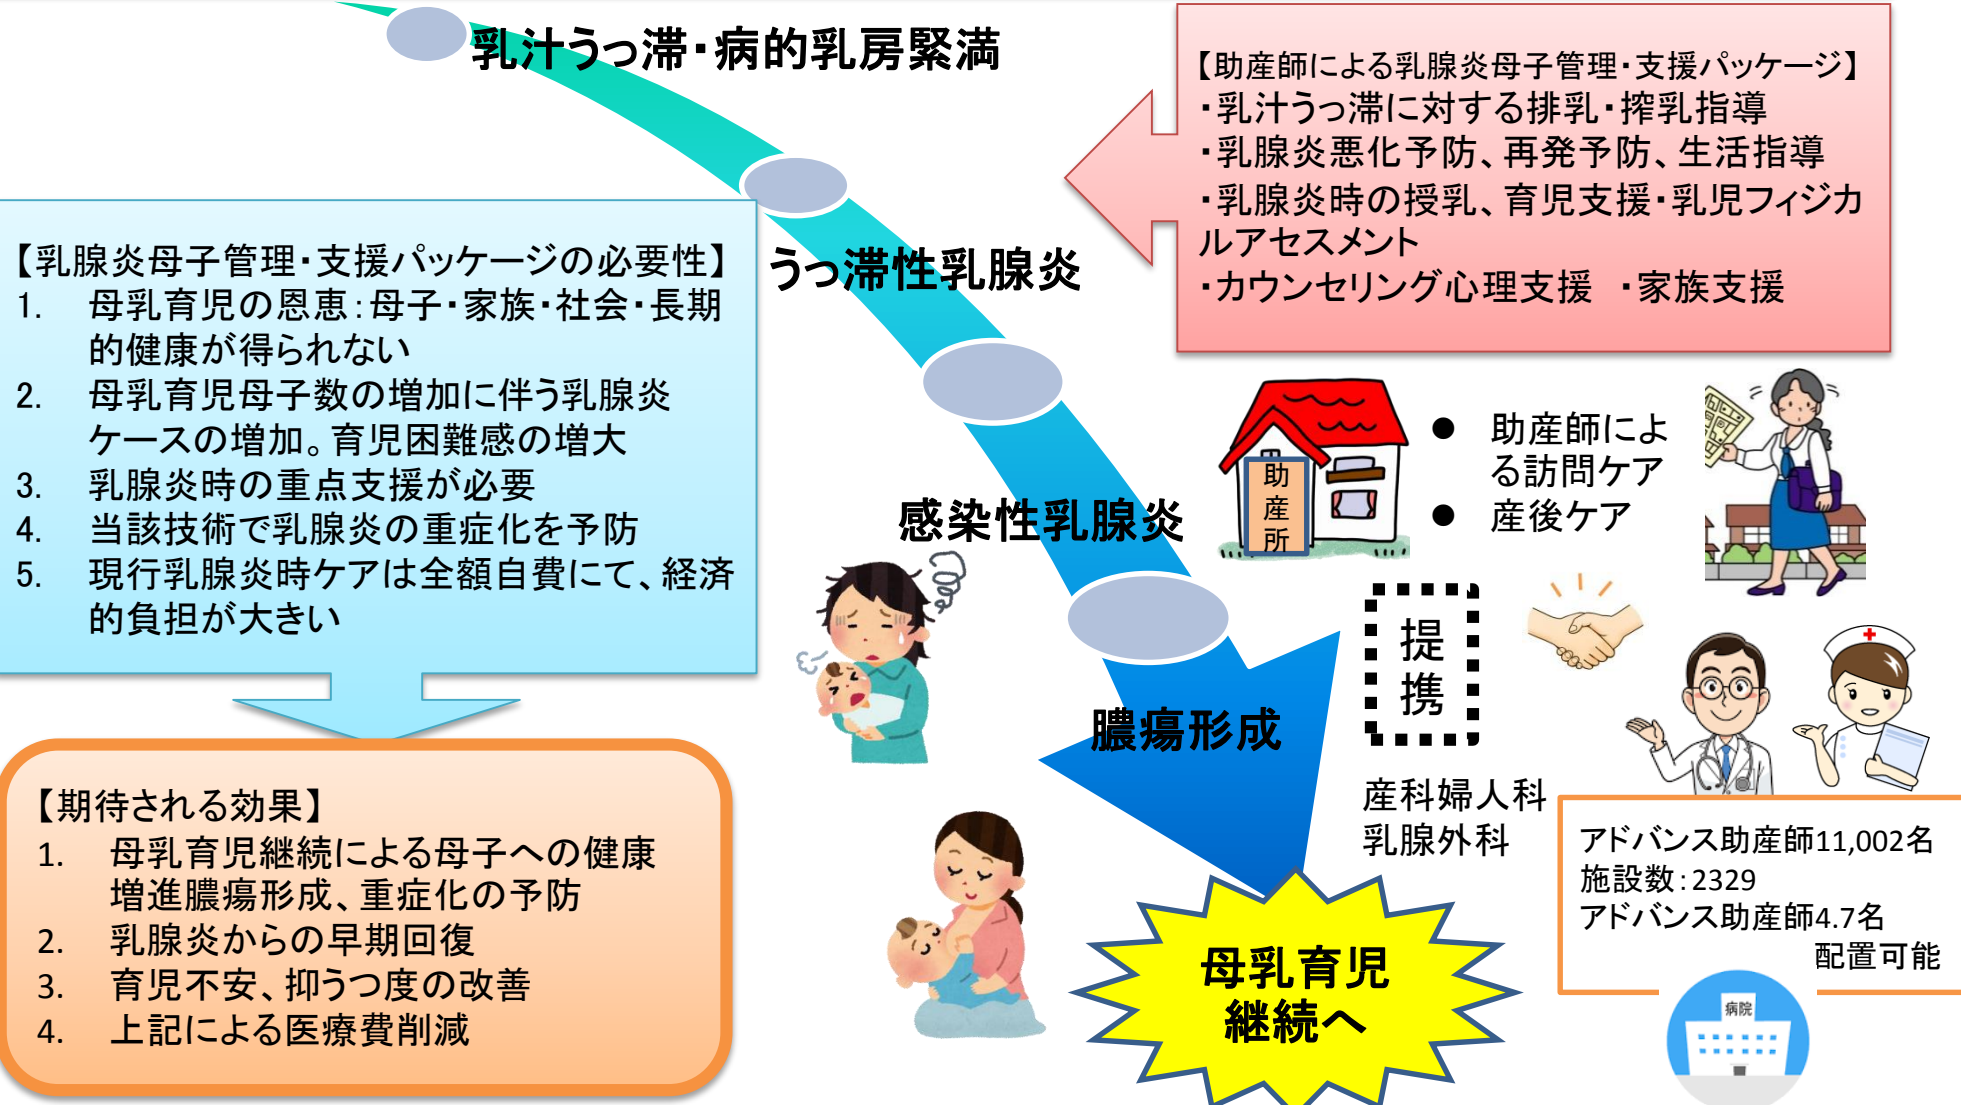 乳汁うっ滞・病的乳房緊満
【助産師による乳腺炎母子管理・支援パッケージ】
・乳汁うっ滞に対する排乳・搾乳指導
・乳腺炎悪化予防、再発予防、生活指導
・乳腺炎時の授乳、育児支援・乳児フィジカ
ルアセスメント
・カウンセリング心理支援　・家族支援
【乳腺炎母子管理・支援パッケージの必要性】
1. 母乳育児の恩恵：母子・家族・社会・長期
的健康が得られない
2. 母乳育児母子数の増加に伴う乳腺炎
ケースの増加。育児困難感の増大
3. 乳腺炎時の重点支援が必要
4. 当該技術で乳腺炎の重症化を予防
5. 現行乳腺炎時ケアは全額自費にて、経済
的負担が大きい
うっ滞性乳腺炎
感染性乳腺炎
膿瘍形成
助
産
所
● 助産師によ
る訪問ケア
● 産後ケア
提
携
産科婦人科
乳腺外科
【期待される効果】
1. 母乳育児継続による母子への健康
増進膿瘍形成、重症化の予防
2. 乳腺炎からの早期回復
3. 育児不安、抑うつ度の改善
4. 上記による医療費削減
母乳育児
継続へ
アドバンス助産師11,002名
施設数：2329
アドバンス助産師4.7名
配置可能
病院